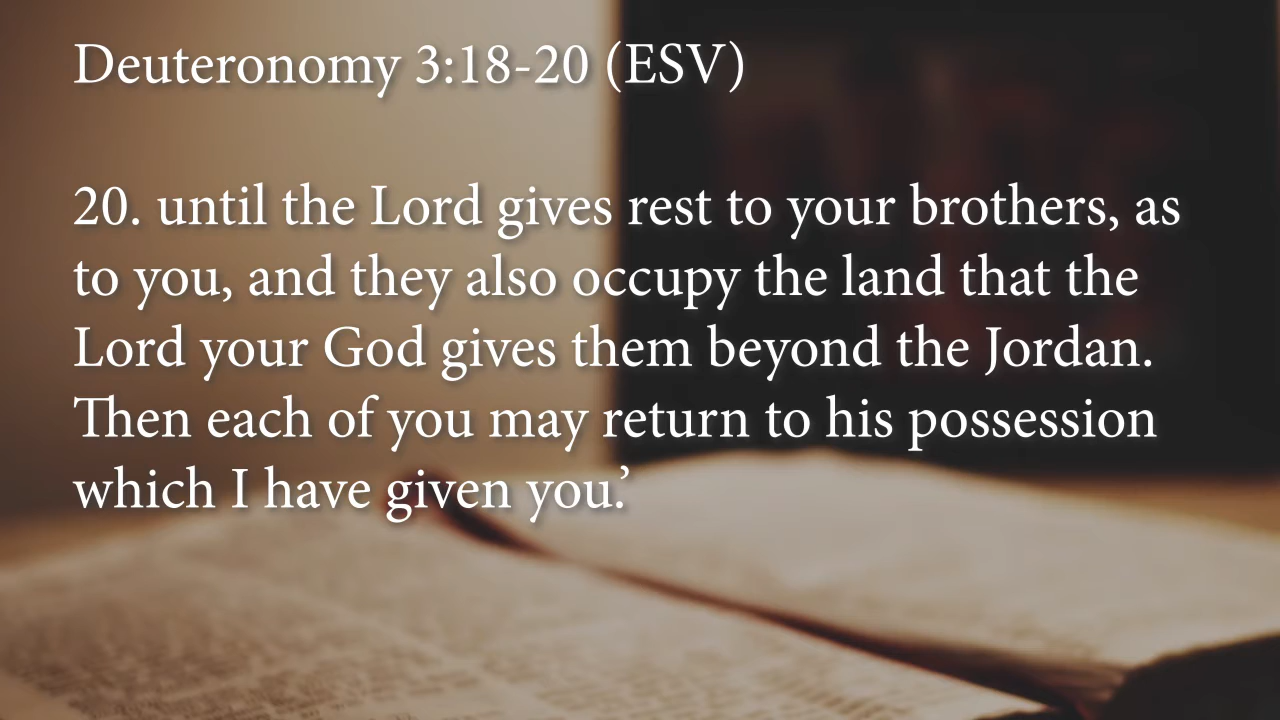 Deuteronomy 3:18-20 (ESV)
20. until the Lord gives rest to your brothers, as
to you, and they also occupy the land that the
Lord your God gives them beyond the Jordan.
Then each of you may return to his possession
which I have given you.’